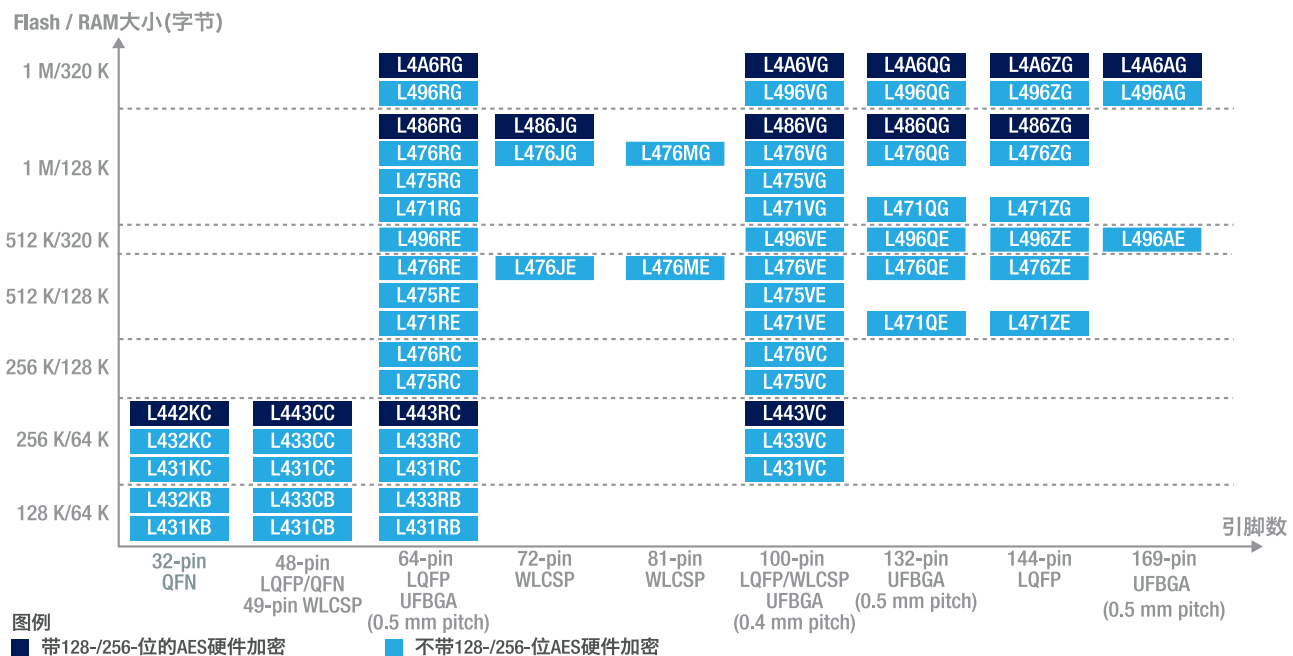 Flash / RAM大小(字节)
1 M/320 K
L4A6RG L4A6VG L4A6QG L4A6ZG L4A6AG
L496RG L496VG L496QG L496ZG L496AG
1 M/128 K
L486RG L486JG L486VG L486QG L486ZG
L476RG L476JG L476MG L476VG L476QG L476ZG
L475RG L475VG
L471RG L471VG L471QG L471ZG
512 K/320 K
L496RE L496VE L496QE L496ZE L496AE
512 K/128 K
L476RE L476JE L476ME L476VE L476QE L476ZE
L475RE L475VE
L471RE L471VE L471QE L471ZE
256 K/128 K
L476RC L476VC
L475RC L475VC
256 K/64 K
L442KC L443CC L443RC L443VC
L432KC L433CC L433RC L433VC
L431KC L431CC L431RC L431VC
128 K/64 K
L432KB L433CB L433RB
L431KB L431CB L431RB
引脚数
32-pin
QFN
48-pin
LQFP/QFN
49-pin WLCSP
64-pin
LQFP
UFBGA
(0.5 mm pitch)
72-pin
WLCSP
81-pin
WLCSP
100-pin
LQFP/WLCSP
UFBGA
(0.4 mm pitch)
132-pin
UFBGA
(0.5 mm pitch)
144-pin
LQFP
169-pin
UFBGA
(0.5 mm pitch)
图例
带128-/256-位的AES硬件加密
不带128-/256-位AES硬件加密